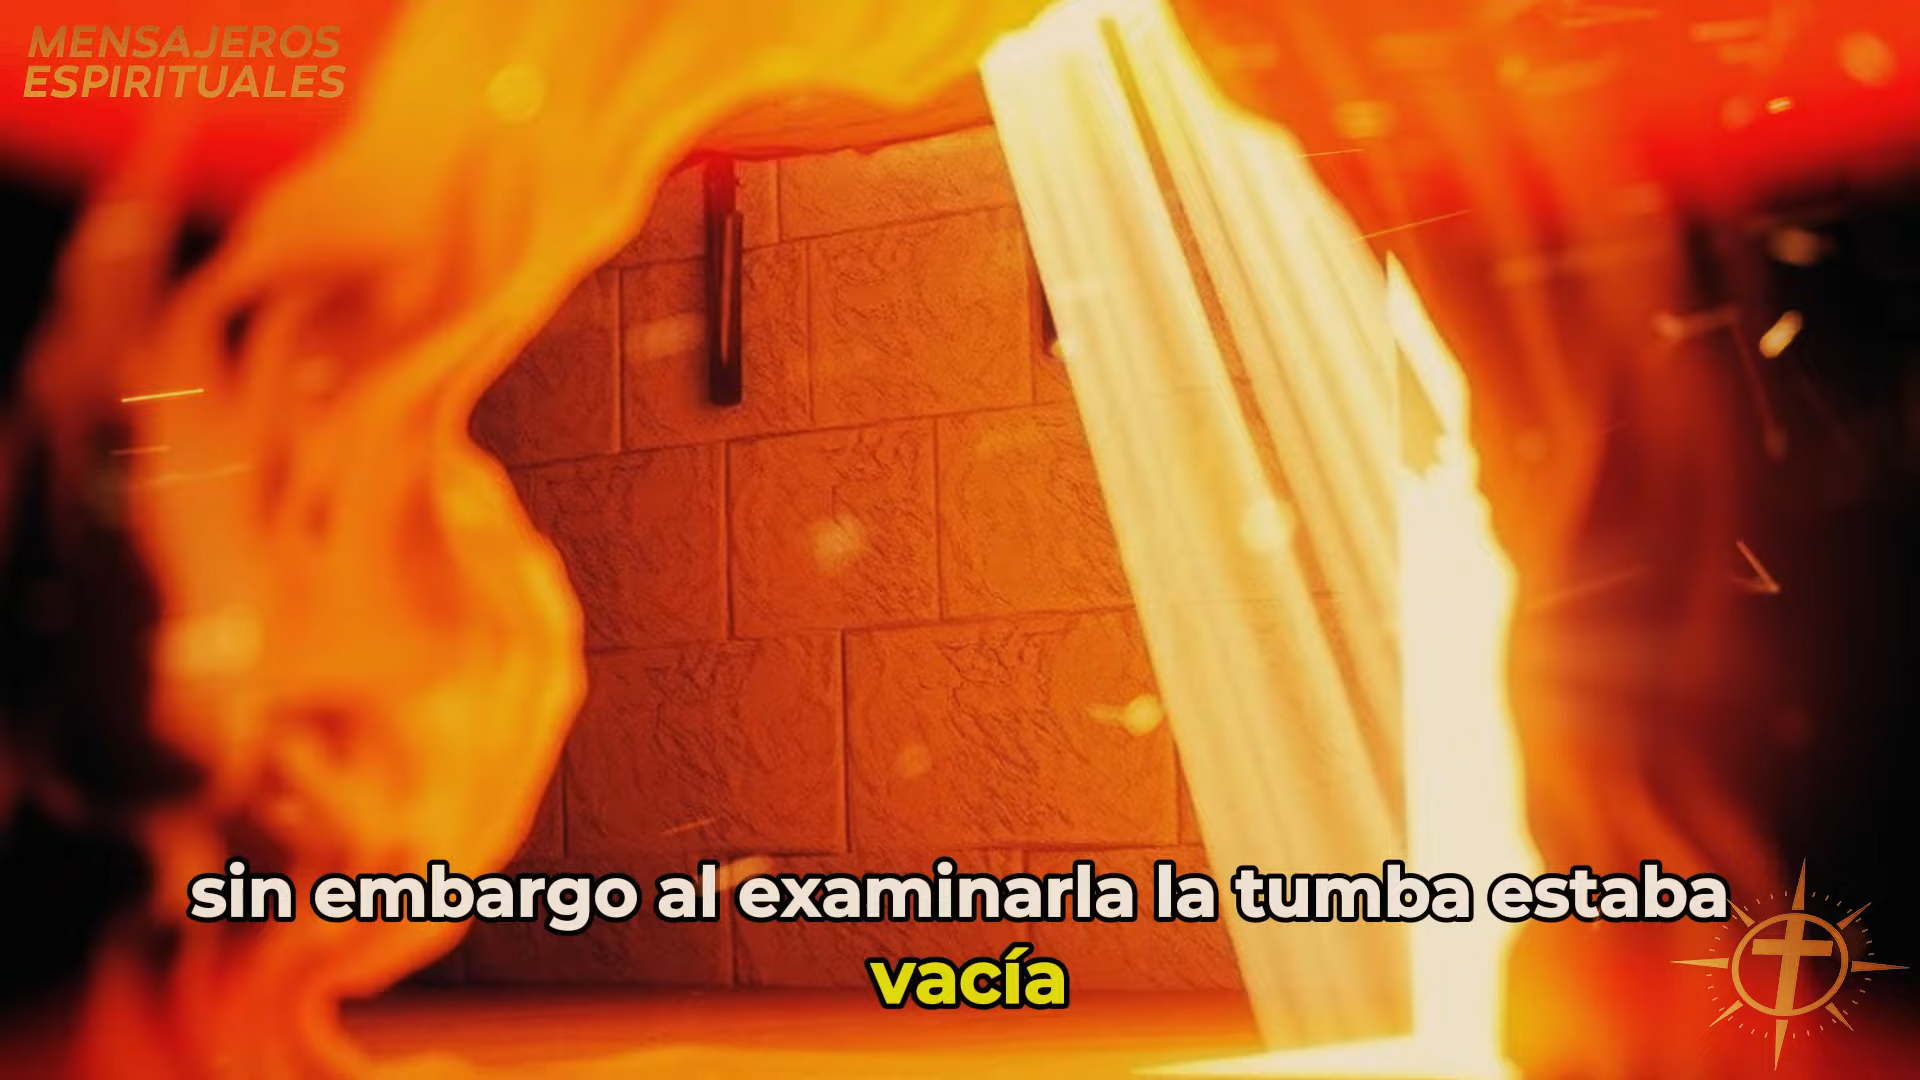 MENSAJEROS
ESPIRITUALES
sin embargo al examinarla la tumba estaba
vacía